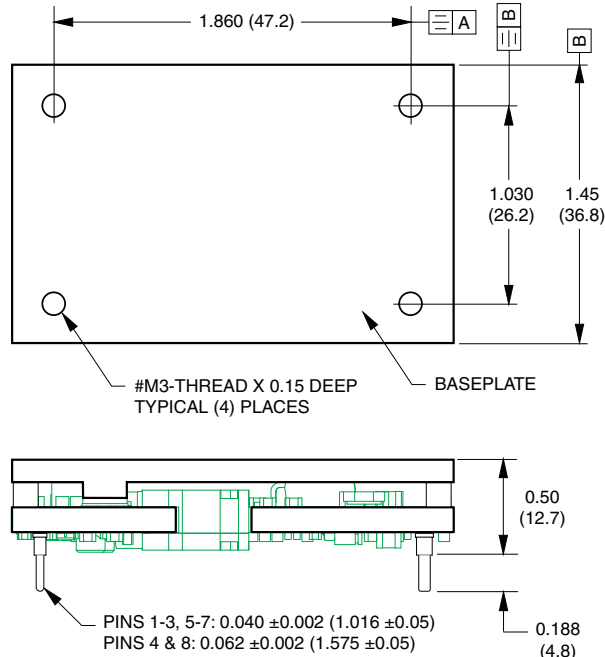 1.860 (47.2)
A
B
B
1.030
(26.2)
1.45
(36.8)
#M3-THREAD X 0.15 DEEP
TYPICAL (4) PLACES
BASEPLATE
0.50
(12.7)
PINS 1-3, 5-7: 0.040 ±0.002 (1.016 ±0.05)
PINS 4 & 8: 0.062 ±0.002 (1.575 ±0.05)
0.188
(4.8)